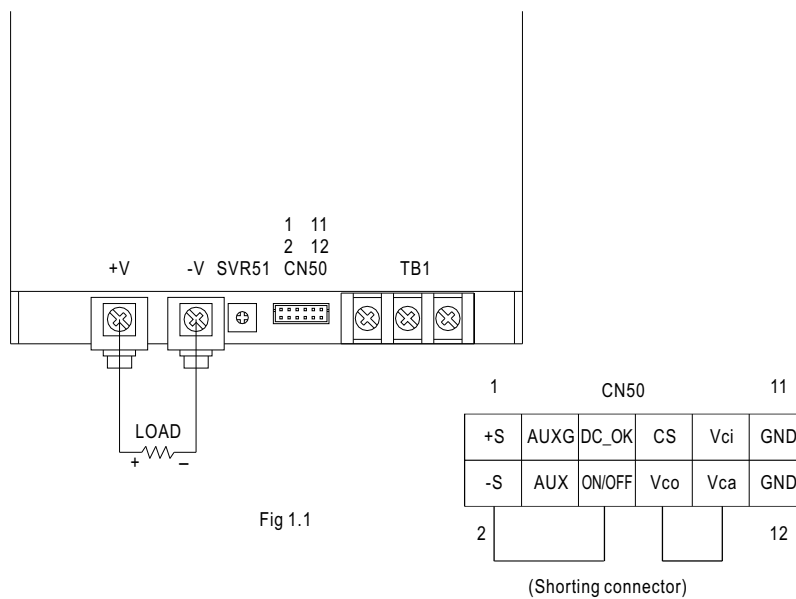 1 11
2 12
+V -V SVR51 CN50 TB1
LOAD
+ –
Fig 1.1
1 CN50 11
+S AUXG DC_OK CS Vci GND
-S AUX ON/OFF Vco Vca GND
2 12
(Shorting connector)